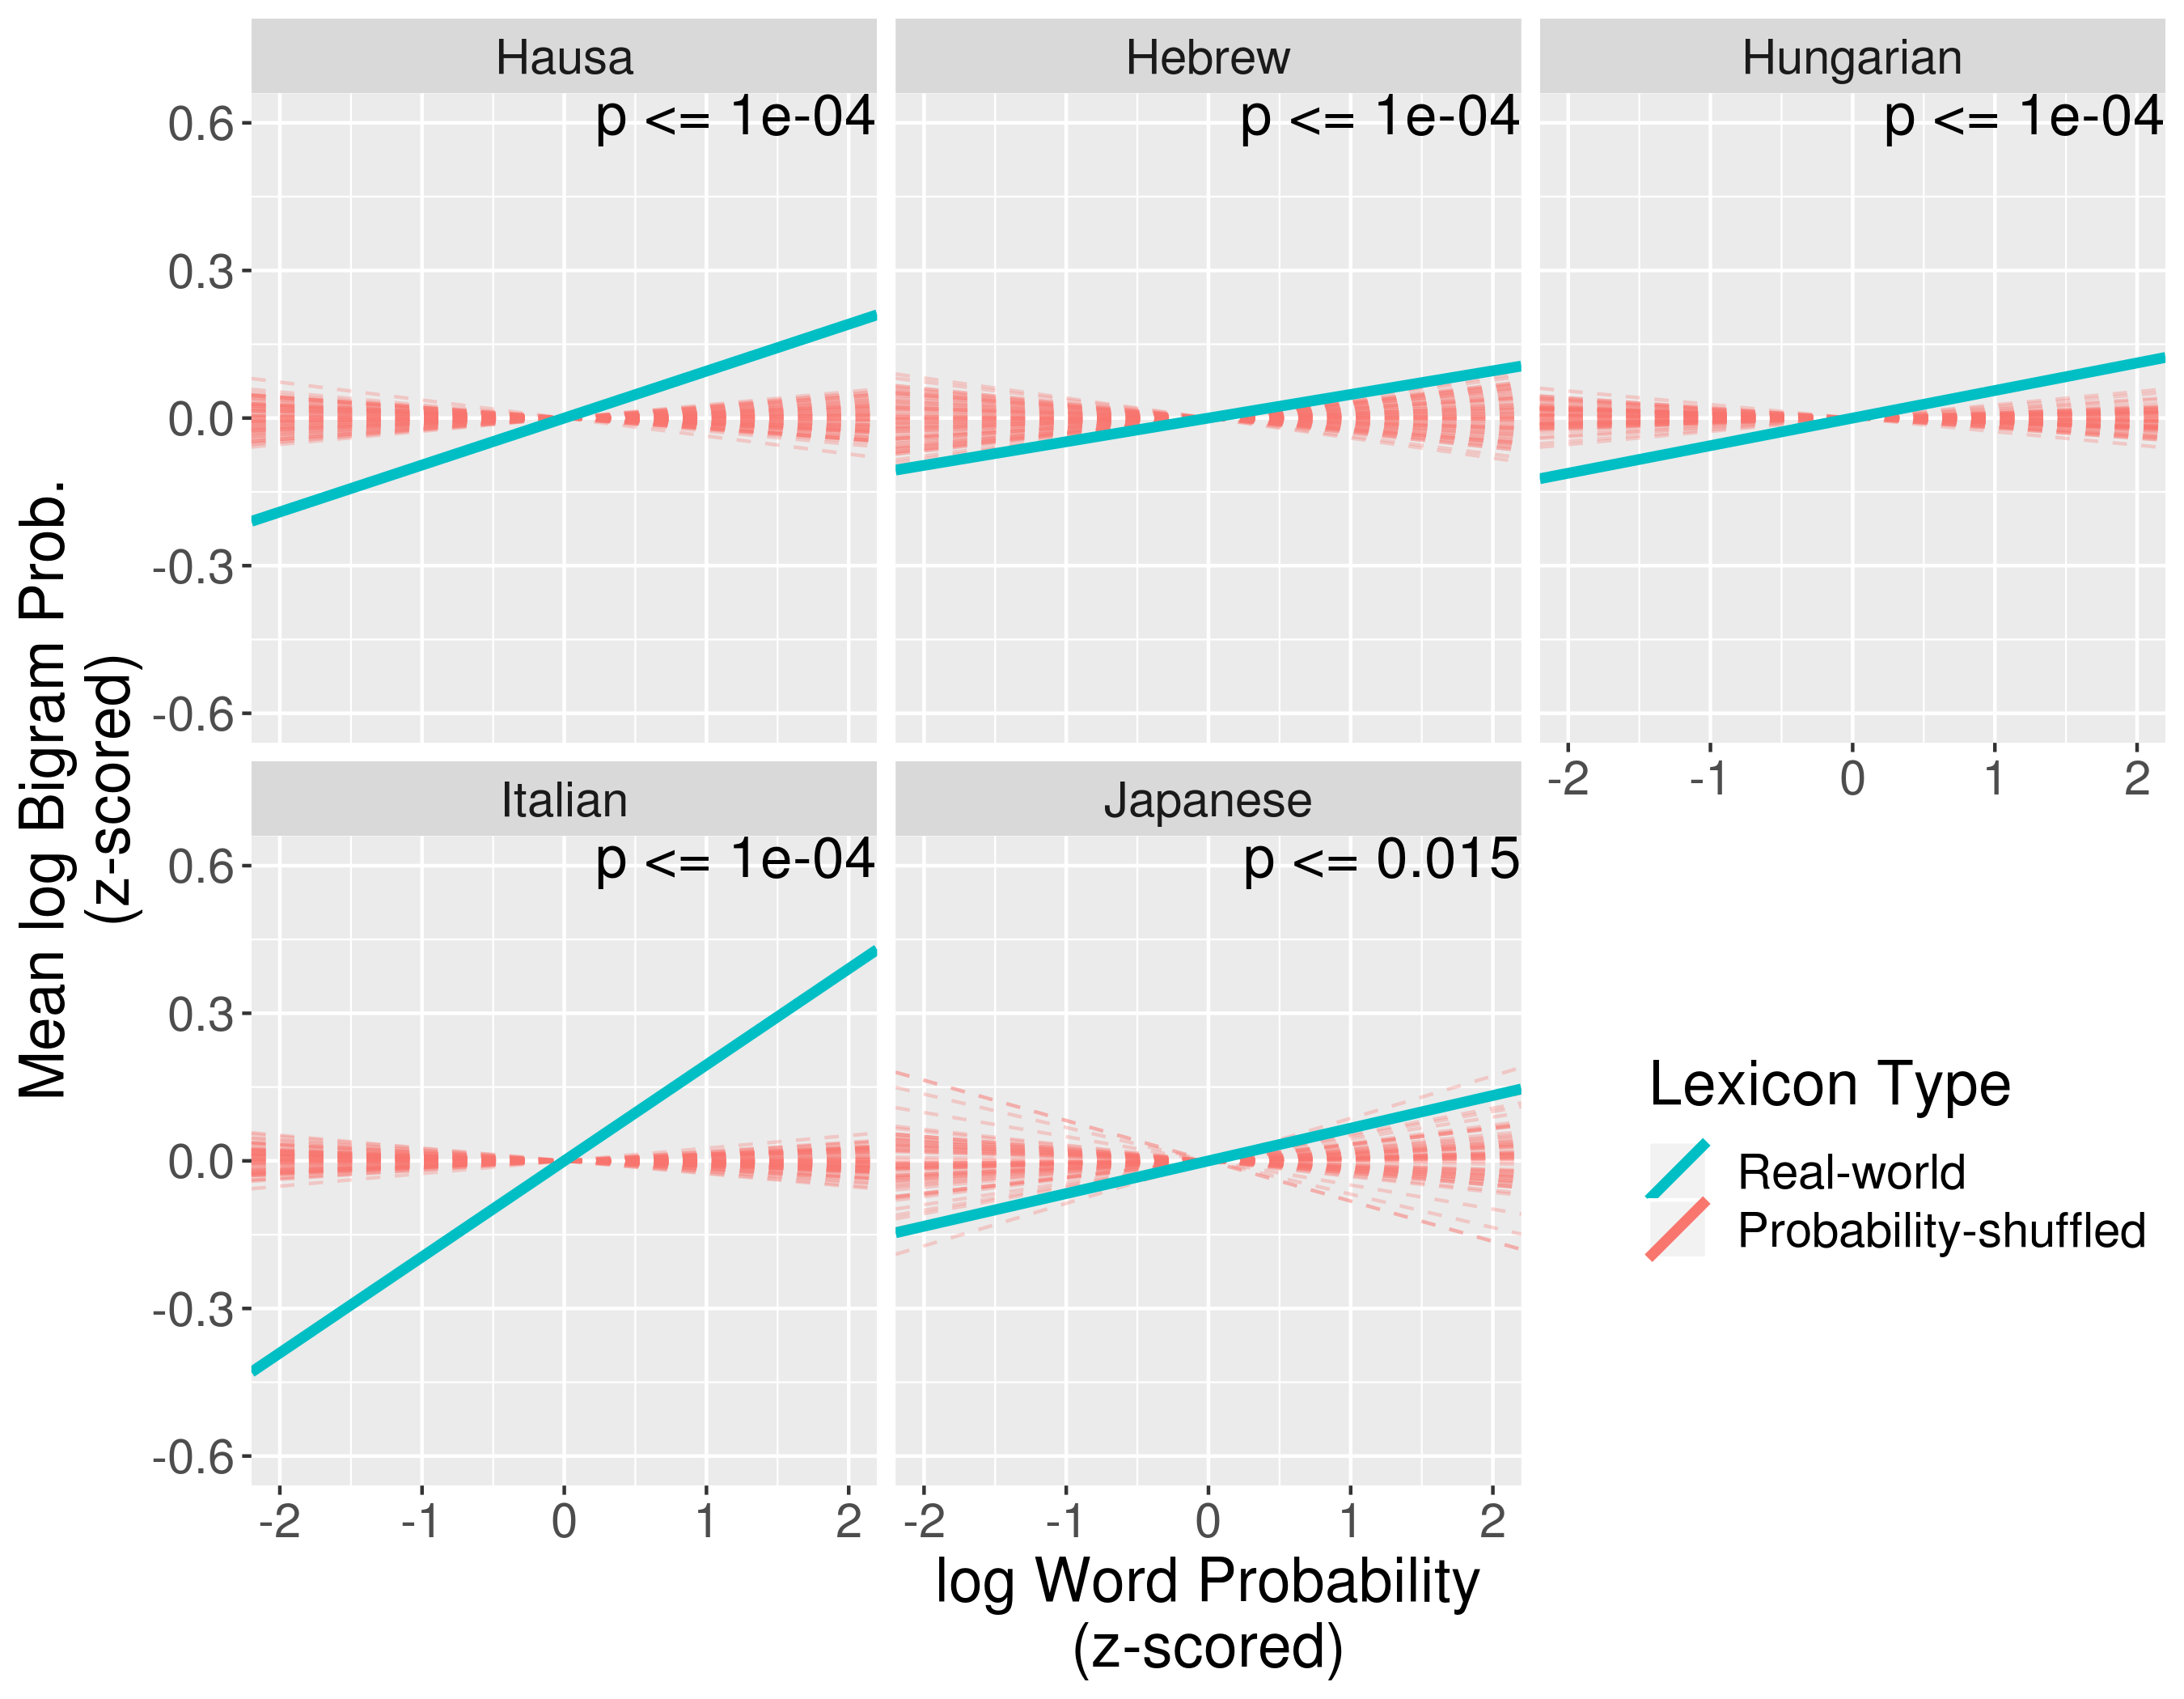 Hausa
Hebrew
Hungarian
p <= 1e-04
p <= 1e-04
p <= 1e-04
0.6
0.3
0.0
-0.3
-0.6
-2 -1 0 1 2
Italian
Japanese
p <= 1e-04
p <= 0.015
0.6
0.3
0.0
-0.3
-0.6
-2 -1 0 1 2
-2 -1 0 1 2
Mean log Bigram Prob.
(z-scored)
log Word Probability
(z-scored)
Lexicon Type
Real-world
Probability-shuffled